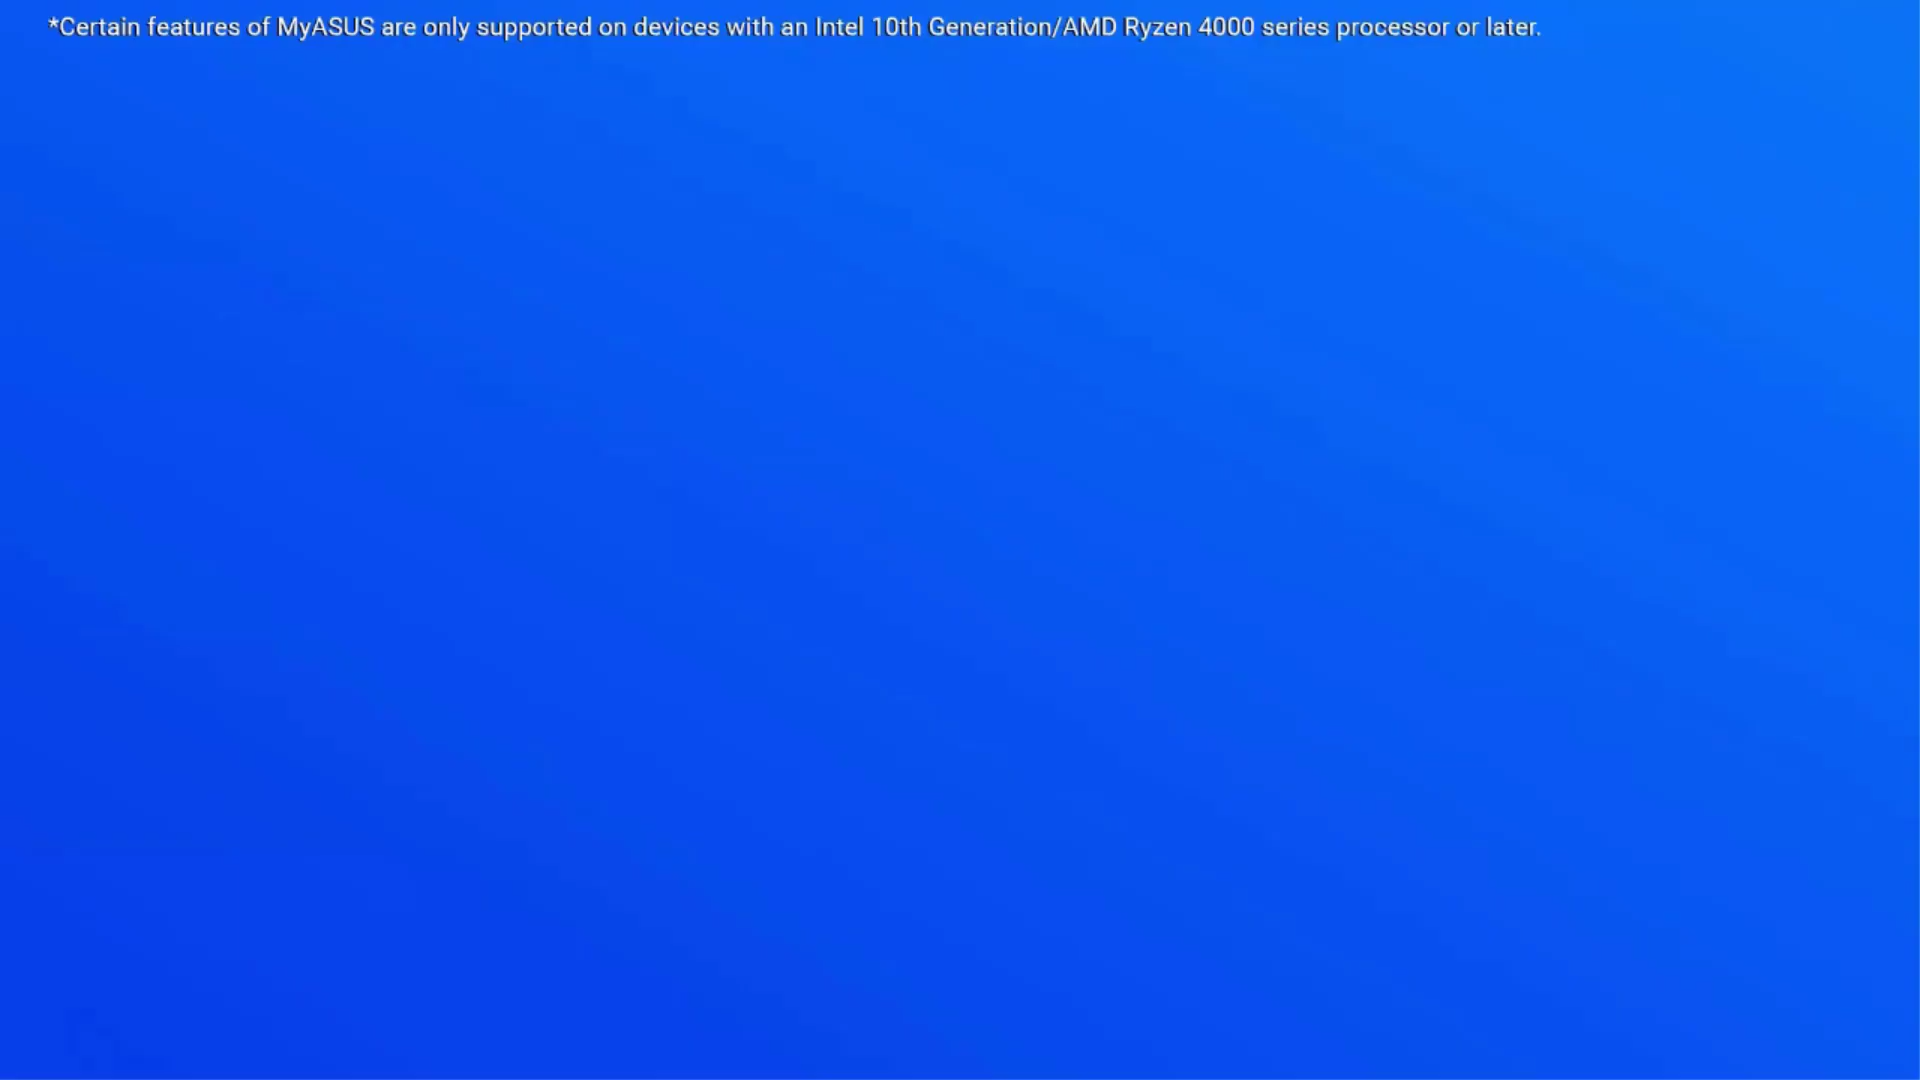 *Certain features of MyASUS are only supported on devices with an Intel 10th Generation/AMD Ryzen 4000 series processor or later.